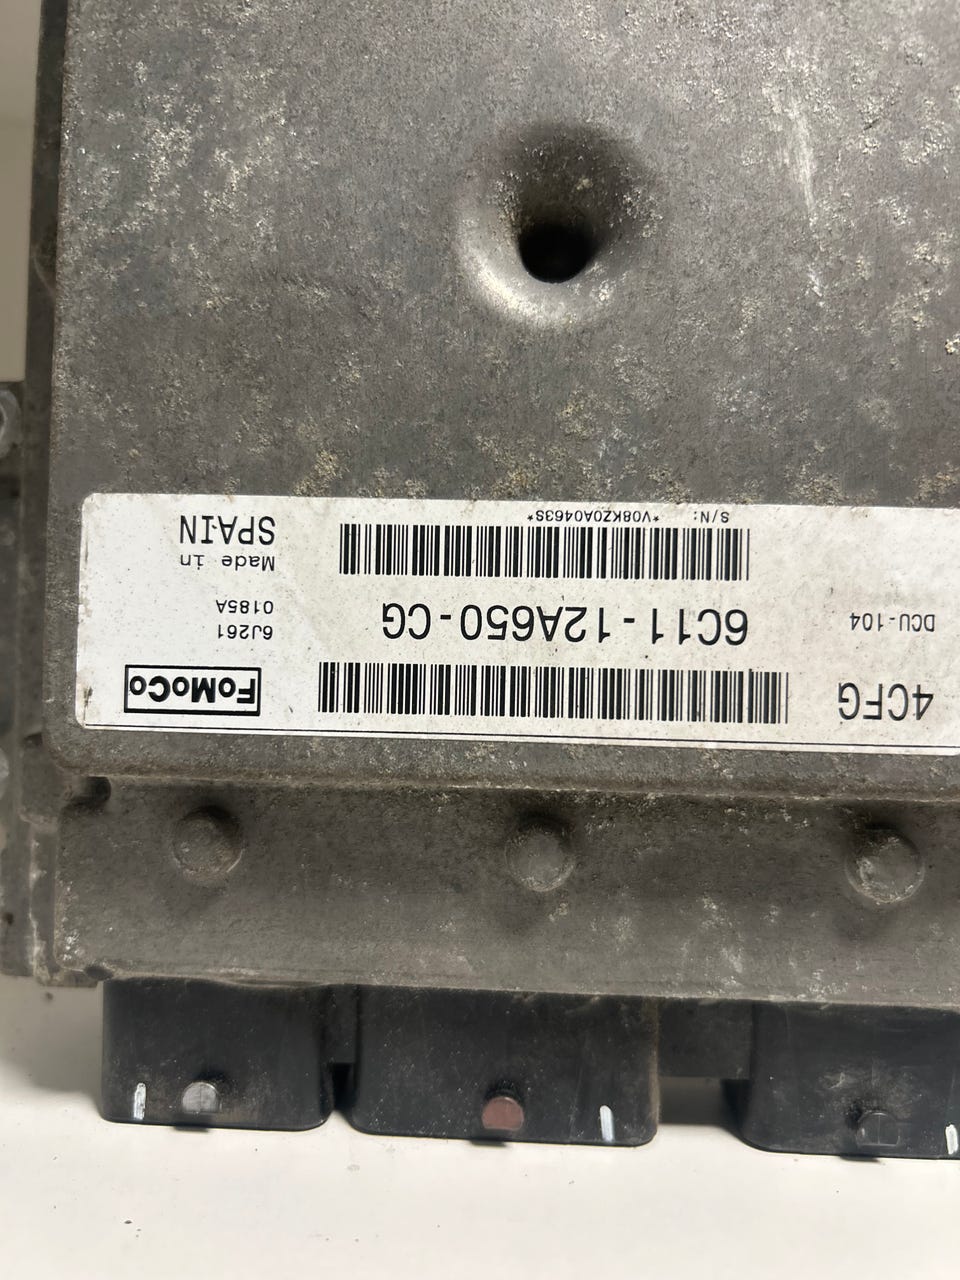 4CFG
FoMoCo
DCU-104
6C11-12A650-CG
6J261
0185A
S/N: *V08KZ0A0463S*
Made in
SPAIN